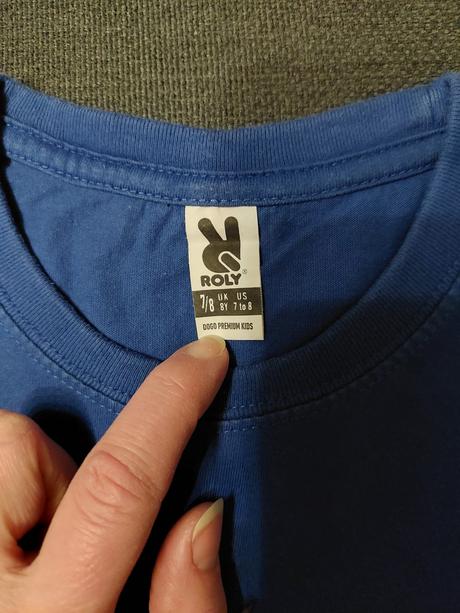 ROLY®
7/8 UK US
8Y 7 to 8
DOGO PREMIUM KIDS